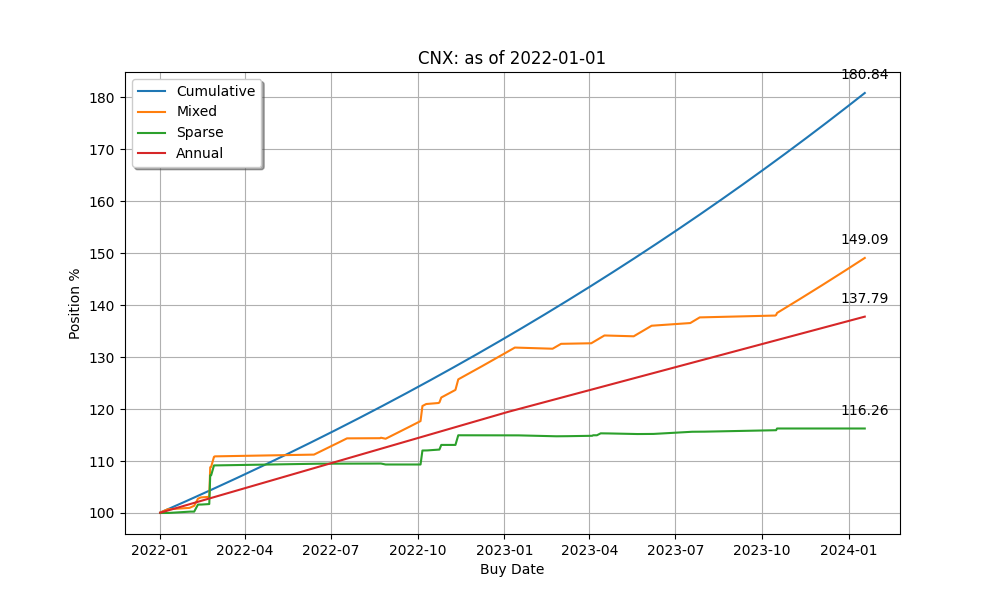 CNX: as of 2022-01-01
Cumulative
Mixed
Sparse
Annual
180.84
149.09
137.79
116.26
180
170
160
150
140
130
120
110
100
Position %
2022-01 2022-04 2022-07 2022-10 2023-01 2023-04 2023-07 2023-10 2024-01
Buy Date